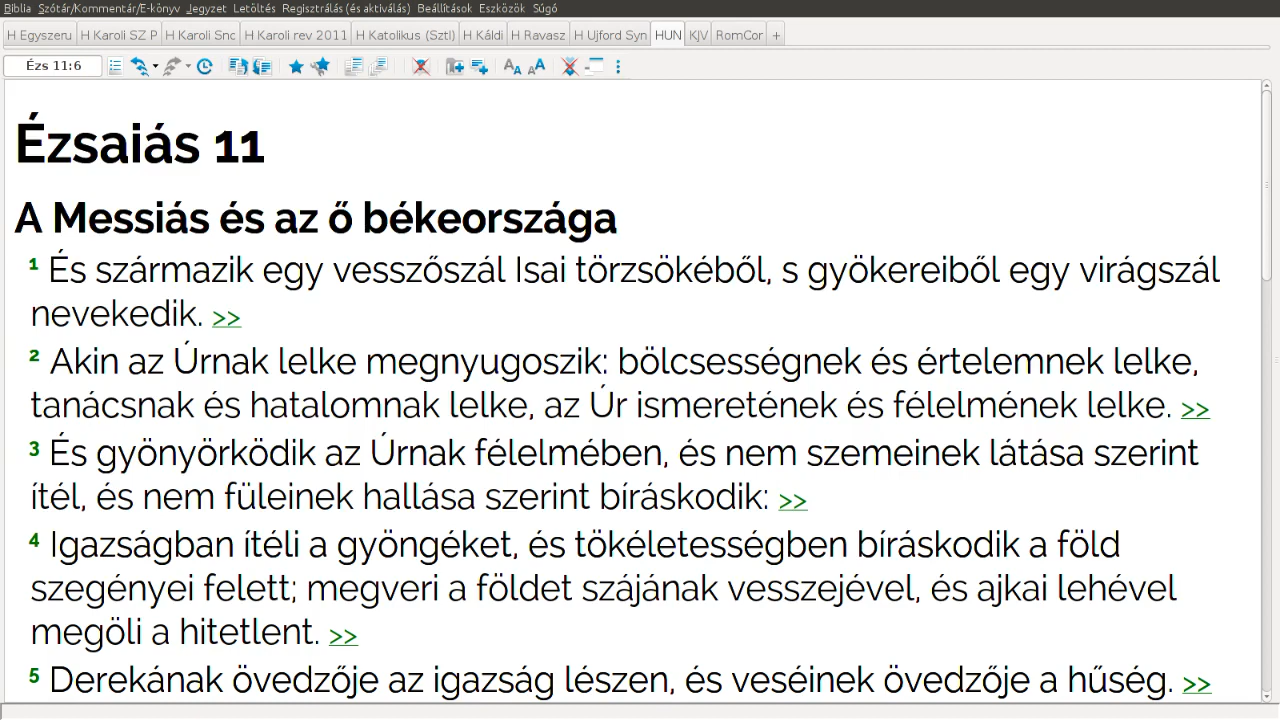 Biblia Szótár/Kommentár/E-könyv Jegyzet Letöltés Regisztrálás (és aktiválás) Beállítások Eszközök Súgó
H Egyszeru H Karoli SZ P H Karoli Snc H Karoli rev 2011 H Katolikus (Sztl) H Káldi H Ravasz H Ujford Syn HUN KJV RomCor +
Ézs 11:6
Ézsaiás 11
A Messiás és az ő békeországa
1 És származik egy vesszőszál Isai törzsökéből, s gyökereiből egy virágszál
nevekedik. >>
2 Akin az Úrnak lelke megnyugoszik: bölcsességnek és értelemnek lelke,
tanácsnak és hatalomnak lelke, az Úr ismeretének és félelmének lelke. >>
3 És gyönyörködik az Úrnak félelmében, és nem szemeinek látása szerint
ítél, és nem füleinek hallása szerint bíráskodik: >>
4 Igazságban ítéli a gyöngéket, és tökéletességben bíráskodik a föld
szegényei felett; megveri a földet szájának vesszejével, és ajkai lehével
megöli a hitetlent. >>
5 Derekának övedzője az igazság lészen, és veséinek övedzője a hűség. >>